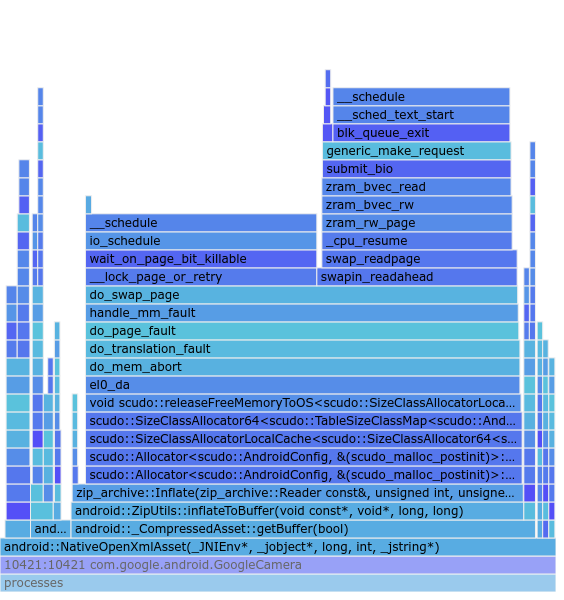 __schedule
__sched_text_start
blk_queue_exit
generic_make_request
submit_bio
zram_bvec_read
zram_bvec_rw
__schedule zram_rw_page
io_schedule _cpu_resume
wait_on_page_bit_killable swap_readpage
__lock_page_or_retry swapin_readahead
do_swap_page
handle_mm_fault
do_page_fault
do_translation_fault
do_mem_abort
el0_da
void scudo::releaseFreeMemoryToOS<scudo::SizeClassAllocatorLoca...
scudo::SizeClassAllocator64<scudo::TableSizeClassMap<scudo::And...
scudo::SizeClassAllocatorLocalCache<scudo::SizeClassAllocator64<s...
scudo::Allocator<scudo::AndroidConfig, &(scudo_malloc_postinit)>:...
scudo::Allocator<scudo::AndroidConfig, &(scudo_malloc_postinit)>:...
zip_archive::Inflate(zip_archive::Reader const&, unsigned int, unsigne...
android::ZipUtils::inflateToBuffer(void const*, void*, long, long)
and... android::_CompressedAsset::getBuffer(bool)
android::NativeOpenXmlAsset(_JNIEnv*, _jobject*, long, int, _jstring*)
10421:10421 com.google.android.GoogleCamera
processes